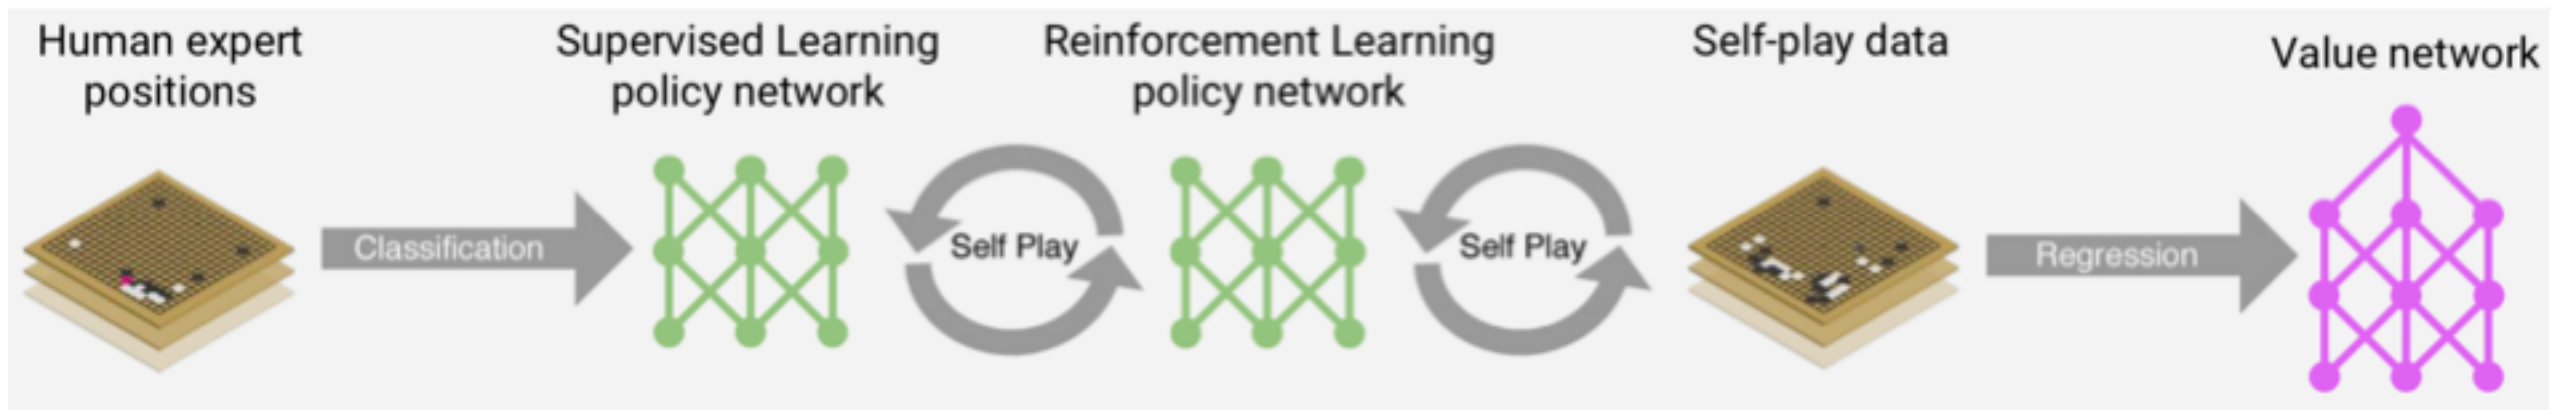 Human expert
positions
Classification
Supervised Learning
policy network
Self Play
Reinforcement Learning
policy network
Self Play
Self-play data
Regression
Value network